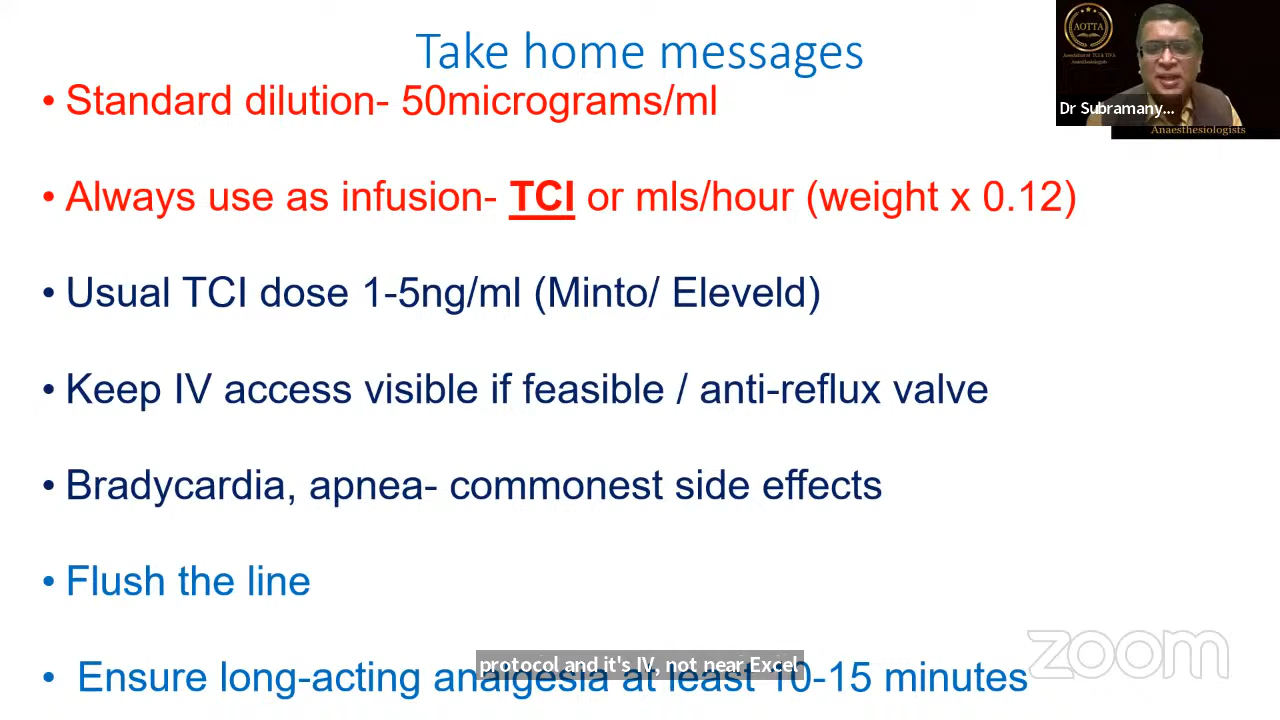 Take home messages
• Standard dilution- 50micrograms/ml
• Always use as infusion- TCI or mls/hour (weight x 0.12)
• Usual TCI dose 1-5ng/ml (Minto/ Eleveld)
• Keep IV access visible if feasible / anti-reflux valve
• Bradycardia, apnea- commonest side effects
• Flush the line
• Ensure long-acting analgesia at least 10-15 minutes
protocol and it's IV, not near Excel
zoom
AOTTA
Anaesthesiologists
Dr Subramany...
Anaesthesiologists